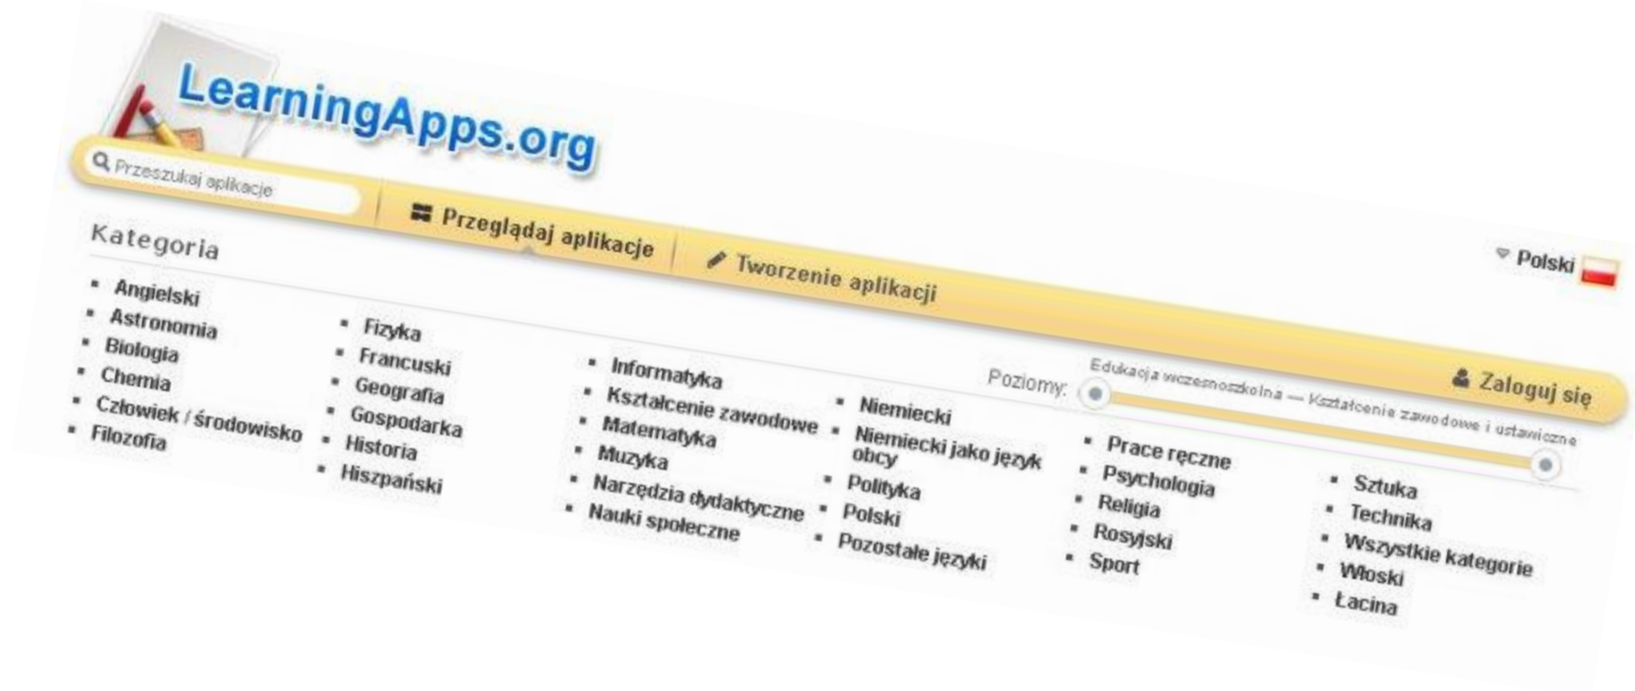 LearningApps.org
Przeszukaj aplikacje
Przeglądaj aplikacje
Tworzenie aplikacji
Polski
Zaloguj się
Kategoria
Poziomy:
Edukacja wczesnoszkolna — Kształcenie zawodowe i ustawiczne
Angielski
Astronomia
Biologia
Chemia
Człowiek / środowisko
Filozofia
Fizyka
Francuski
Geografia
Gospodarka
Historia
Hiszpański
Informatyka
Kształcenie zawodowe
Matematyka
Muzyka
Narzędzia dydaktyczne
Nauki społeczne
Niemiecki
Niemiecki jako język
obcy
Polityka
Polski
Pozostałe języki
Prace ręczne
Psychologia
Religia
Rosyjski
Sport
Sztuka
Technika
Wszystkie kategorie
Włoski
Łacina